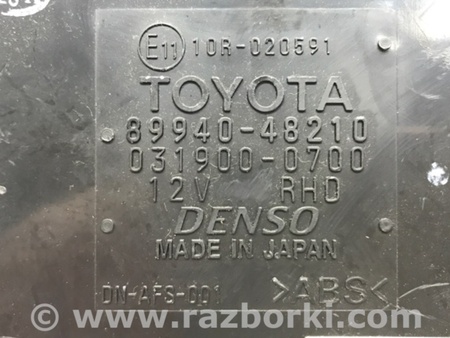 E11 10R-020591
TOYOTA
89940-48210
031900-0700
12V RHD
DENSO
MADE IN JAPAN
DN-AFS-001 >ABS<
© www.razborki.com